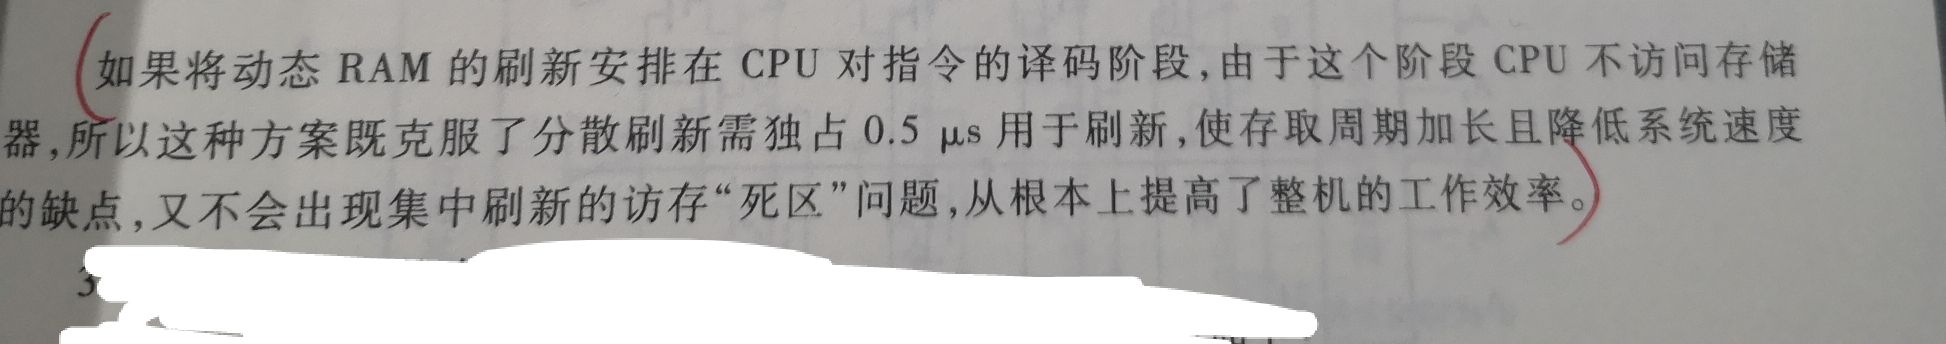 如果将动态 RAM 的刷新安排在 CPU 对指令的译码阶段,由于这个阶段 CPU 不访问存储
器,所以这种方案既克服了分散刷新需独占 0.5 μs 用于刷新,使存取周期加长且降低系统速度
的缺点,又不会出现集中刷新的访存“死区”问题,从根本上提高了整机的工作效率。
3